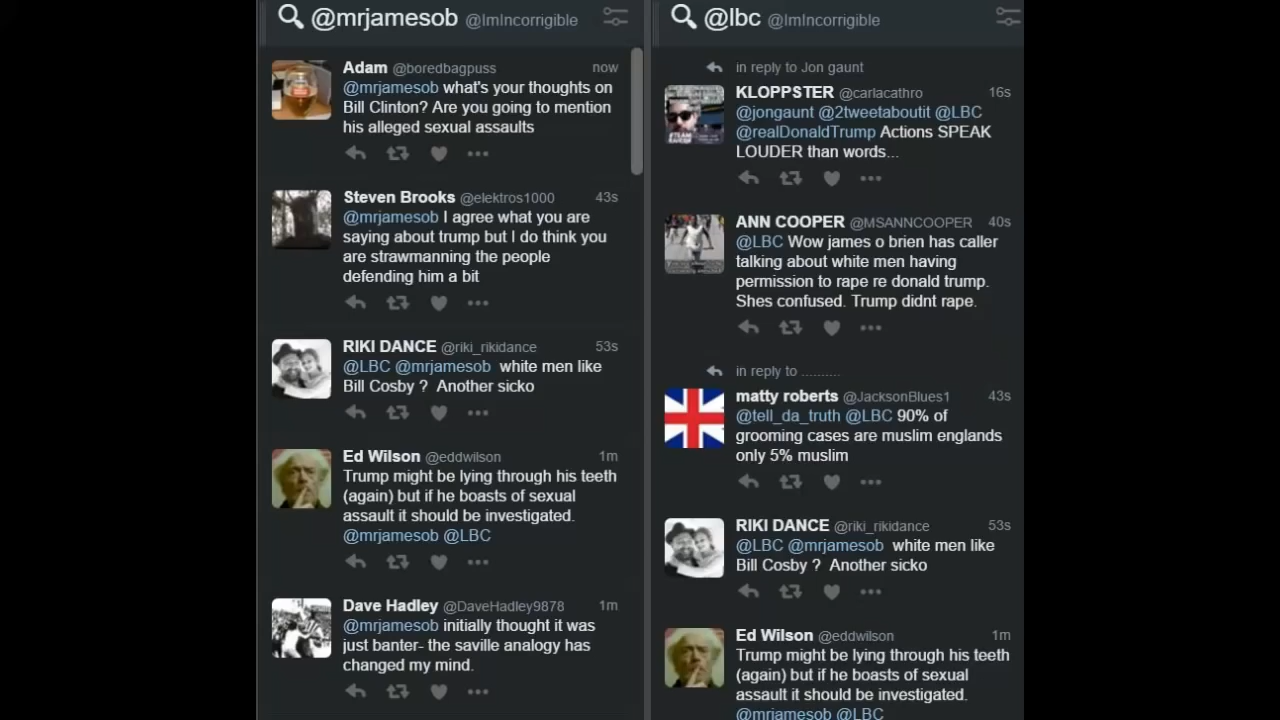 @mrjamesob @ImIncorrigible
Adam @boredbagpuss now
@mrjamesob what's your thoughts on
Bill Clinton? Are you going to mention
his alleged sexual assaults
Steven Brooks @elektros1000 43s
@mrjamesob I agree what you are
saying about trump but I do think you
are strawmanning the people
defending him a bit
RIKI DANCE @riki_rikidance 53s
@LBC @mrjamesob white men like
Bill Cosby ? Another sicko
Ed Wilson @eddwilson 1m
Trump might be lying through his teeth
(again) but if he boasts of sexual
assault it should be investigated.
@mrjamesob @LBC
Dave Hadley @DaveHadley9878 1m
@mrjamesob initially thought it was
just banter- the saville analogy has
changed my mind.
@lbc @ImIncorrigible
in reply to Jon gaunt
KLOPPSTER @carlacathro 16s
@jongaunt @2tweetaboutit @LBC
@realDonaldTrump Actions SPEAK
LOUDER than words...
ANN COOPER @MSANNCOOPER 40s
@LBC Wow james o brien has caller
talking about white men having
permission to rape re donald trump.
Shes confused. Trump didnt rape.
in reply to ..........
matty roberts @JacksonBlues1 43s
@tell_da_truth @LBC 90% of
grooming cases are muslim englands
only 5% muslim
RIKI DANCE @riki_rikidance 53s
@LBC @mrjamesob white men like
Bill Cosby ? Another sicko
Ed Wilson @eddwilson 1m
Trump might be lying through his teeth
(again) but if he boasts of sexual
assault it should be investigated.
@mrjamesob @LBC